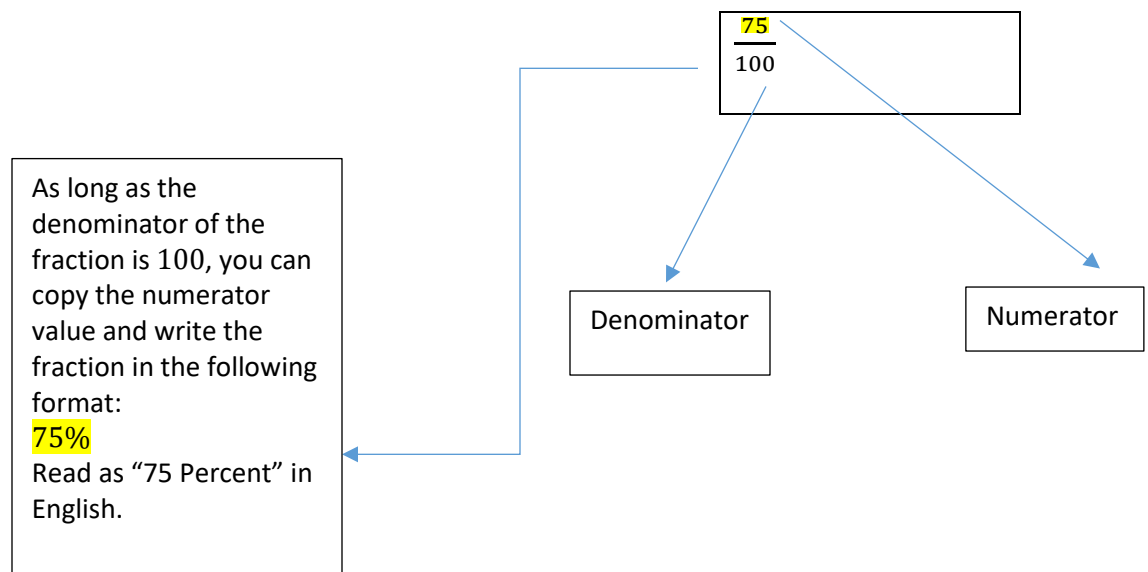 75
100
As long as the
denominator of the
fraction is 100, you can
copy the numerator
value and write the
fraction in the following
format:
75%
Read as “75 Percent” in
English.
Denominator
Numerator